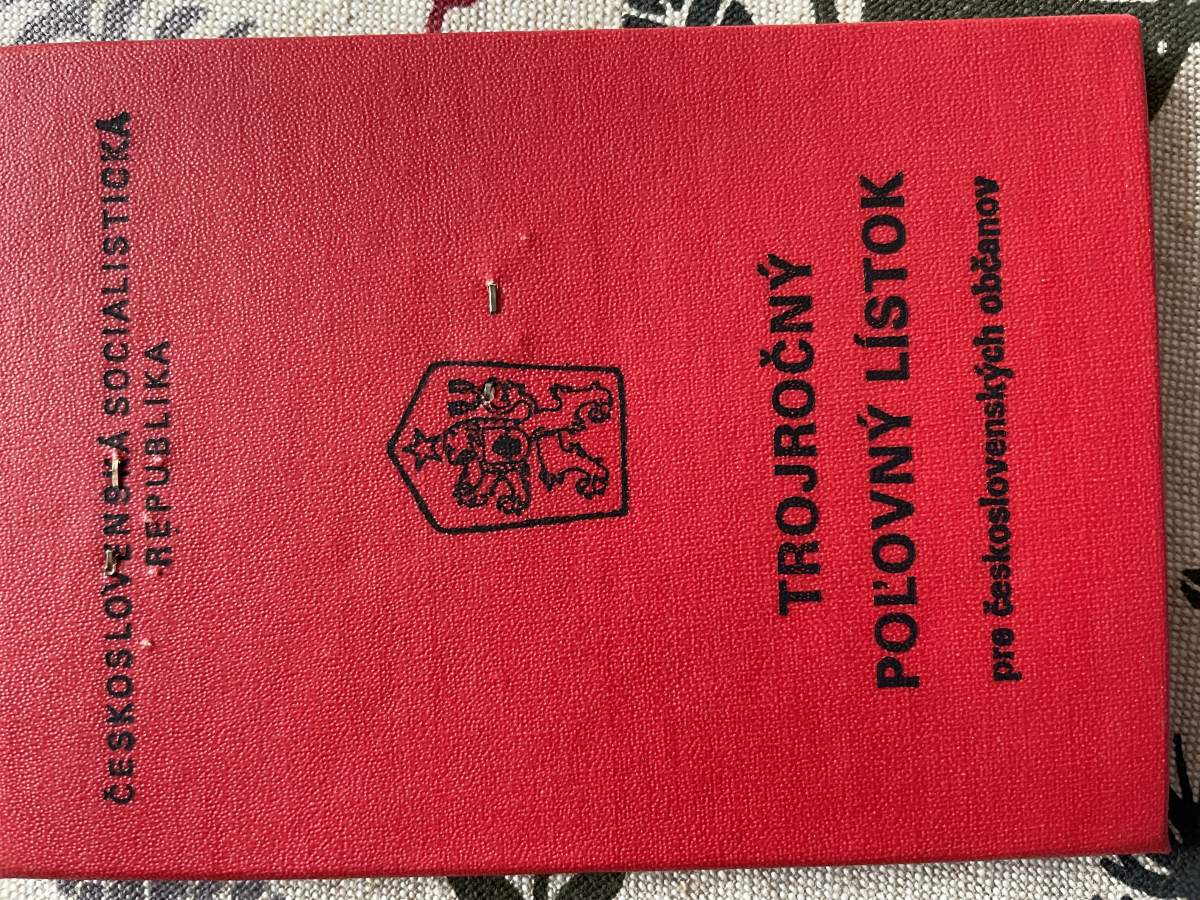 ČESKOSLOVENSKÁ SOCIALISTICKÁ
REPUBLIKA
TROJROČNÝ
POĽOVNÝ LÍSTOK
pre československých občanov